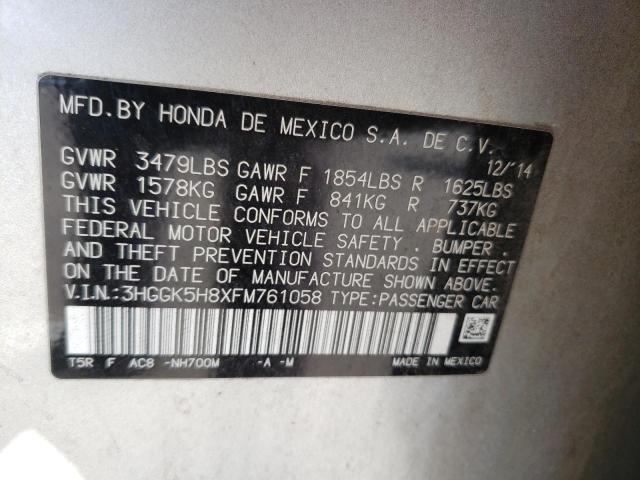 MFD. BY HONDA DE MEXICO S.A. DE C.V.
12/'14
GVWR 3479LBS GAWR F 1854LBS R 1625LBS
GVWR 1578KG GAWR F 841KG R 737KG
THIS VEHICLE CONFORMS TO ALL APPLICABLE
FEDERAL MOTOR VEHICLE SAFETY . BUMPER .
AND THEFT PREVENTION STANDARDS IN EFFECT
ON THE DATE OF MANUFACTURE SHOWN ABOVE.
V.I.N.:3HGGK5H8XFM761058 TYPE:PASSENGER CAR
T5R F AC8 -NH700M -A -M MADE IN MEXICO